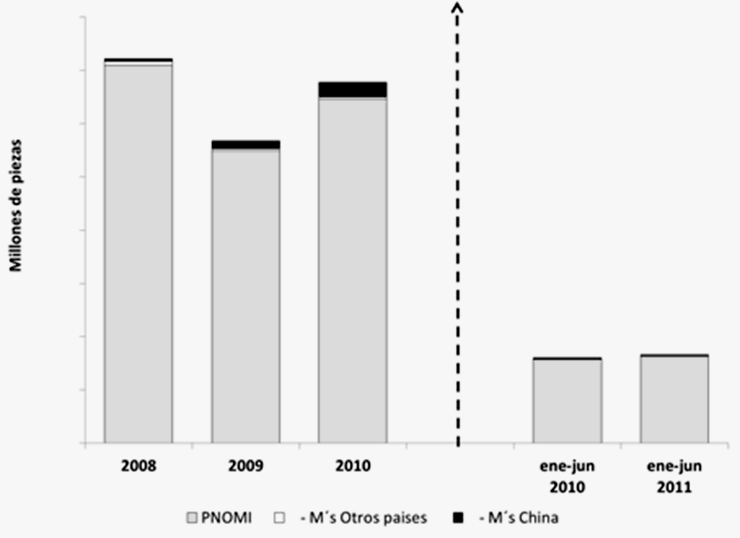 Millones de piezas
2008
2009
2010
ene-jun
2010
ene-jun
2011
PNOMI
- M´s Otros paises
- M´s China